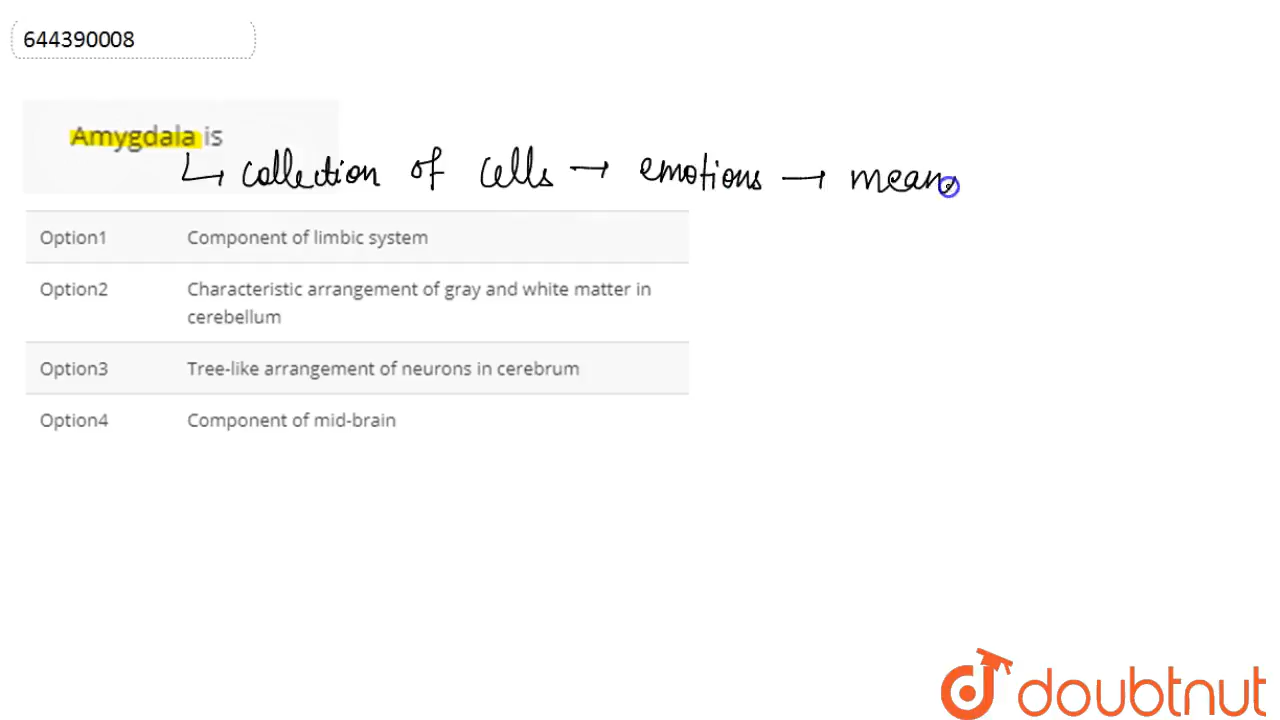 644390008
Amygdala is
↳ collection of cells → emotions → means
Option1 Component of limbic system
Option2 Characteristic arrangement of gray and white matter in
cerebellum
Option3 Tree-like arrangement of neurons in cerebrum
Option4 Component of mid-brain
doubtnut